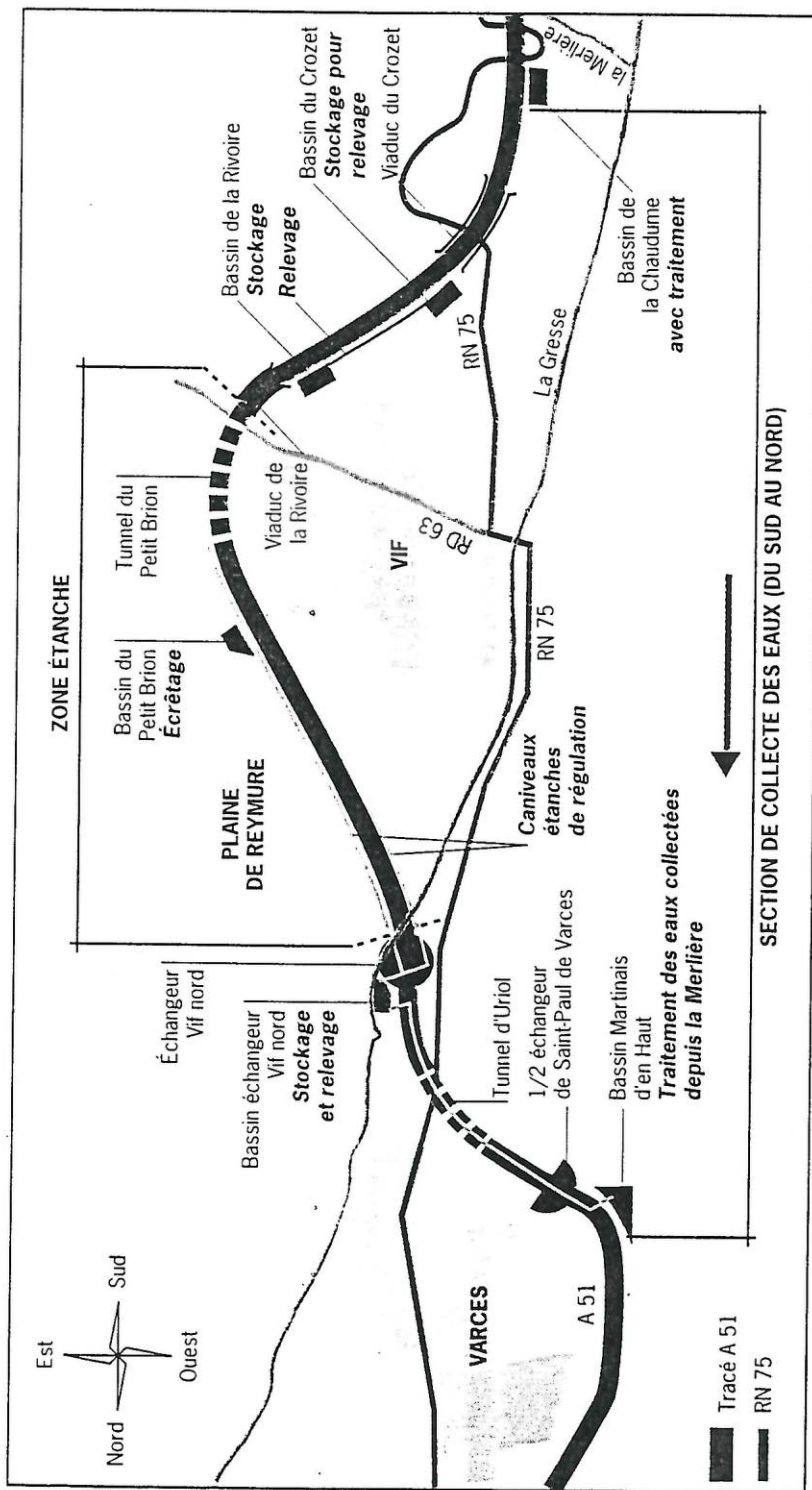 Est
Nord
Sud
Ouest
ZONE ÉTANCHE
Échangeur
Vif nord
Bassin échangeur
Vif nord
Stockage
et relevage
PLAINE
DE REYMURE
Bassin du
Petit Brion
Écrêtage
Tunnel du
Petit Brion
Viaduc de
la Rivoire
Bassin de la Rivoire
Stockage
Relevage
Bassin du Crozet
Stockage pour
relevage
Viaduc du Crozet
la Merlière
VIF
RD 63
RN 75
La Gresse
RN 75
Caniveaux
étanches
de régulation
Bassin de
la Chaudume
avec traitement
Tunnel d'Uriol
1/2 échangeur
de Saint-Paul de Varces
Bassin Martinais
d'en Haut
Traitement des eaux collectées
depuis la Merlière
VARCES
A 51
SECTION DE COLLECTE DES EAUX (DU SUD AU NORD)
Tracé A 51
RN 75